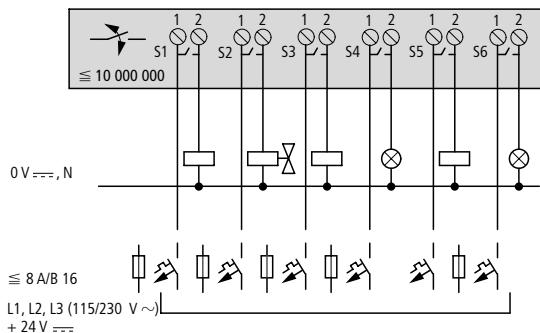 1 2 1 2 1 2 1 2 1 2 1 2
S1 S2 S3 S4 S5 S6
≦ 10 000 000
0 V ⎓, N
≦ 8 A/B 16
L1, L2, L3 (115/230 V ~)
+ 24 V ⎓